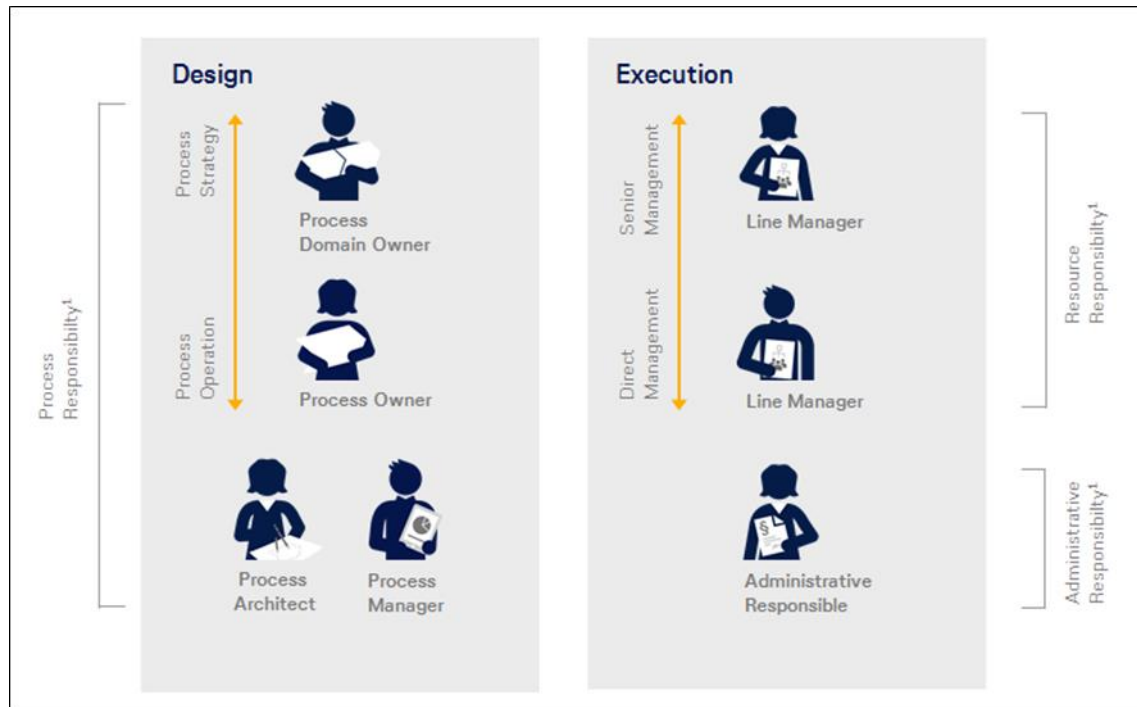 Design
Process
Strategy
Process
Domain Owner
Process
Operation
Process Owner
Process
Architect
Process
Manager
Process
Responsibilty¹
Execution
Senior
Management
Line Manager
Direct
Management
Line Manager
Administrative
Responsible
Resource
Responsibilty¹
Administrative
Responsibilty¹